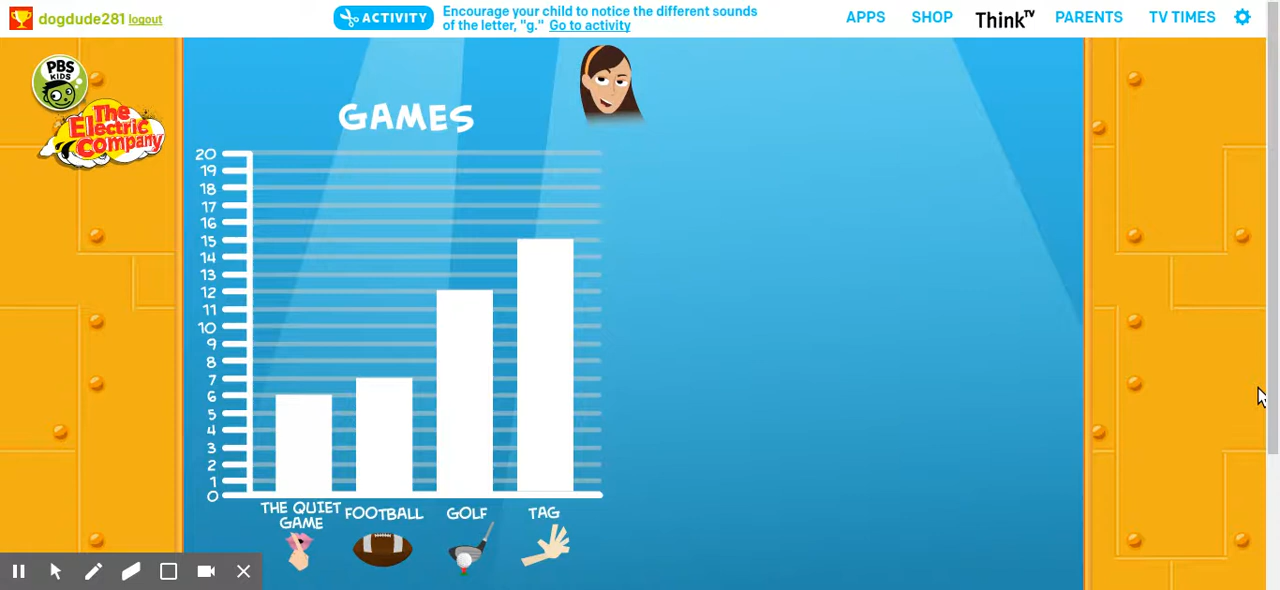 dogdude281 logout
ACTIVITY
Encourage your child to notice the different sounds
of the letter, "g." Go to activity
APPS
SHOP
ThinkTV
PARENTS
TV TIMES
PBS
KIDS
The
Electric
Company
GAMES
20
19
18
17
16
15
14
13
12
11
10
9
8
7
6
5
4
3
2
1
0
THE QUIET
GAME
FOOTBALL
GOLF
TAG